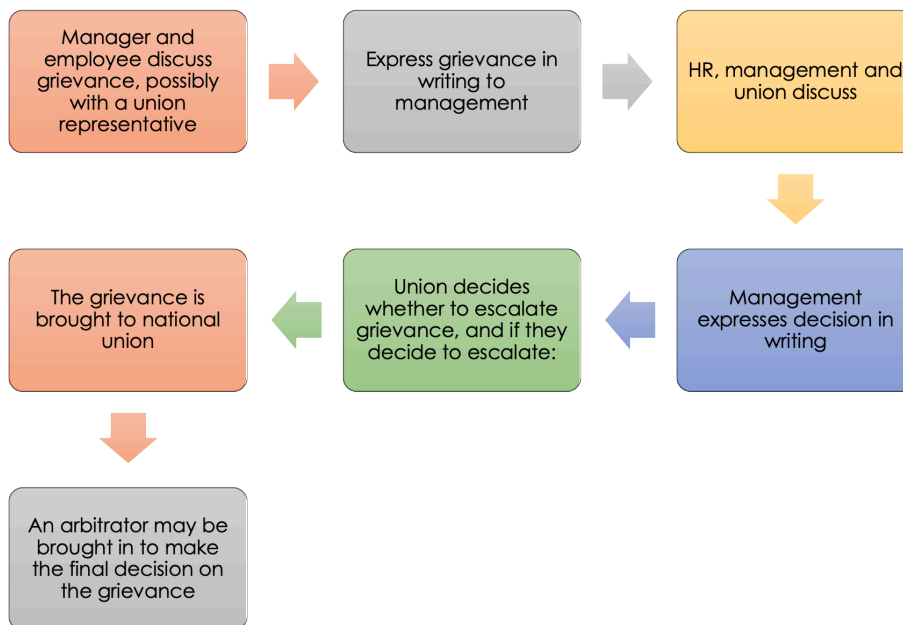 Manager and
employee discuss
grievance, possibly
with a union
representative
Express grievance in
writing to
management
HR, management and
union discuss
Management
expresses decision in
writing
Union decides
whether to escalate
grievance, and if they
decide to escalate:
The grievance is
brought to national
union
An arbitrator may be
brought in to make
the final decision on
the grievance